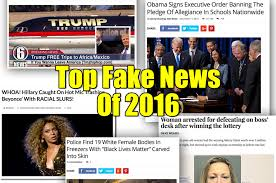 TRUMP
Trump FREE Trips to Africa/Mexico
Obama Signs Executive Order Banning The
Pledge Of Allegiance In Schools Nationwide
Top Fake News
Of 2016
WHOA! Hillary Caught On Hot Mic Trashing
Beyonce' With RACIAL SLURS!
Police Find 19 White Female Bodies In
Freezers With "Black Lives Matter" Carved
Into Skin
Woman arrested for defecating on boss'
desk after winning the lottery